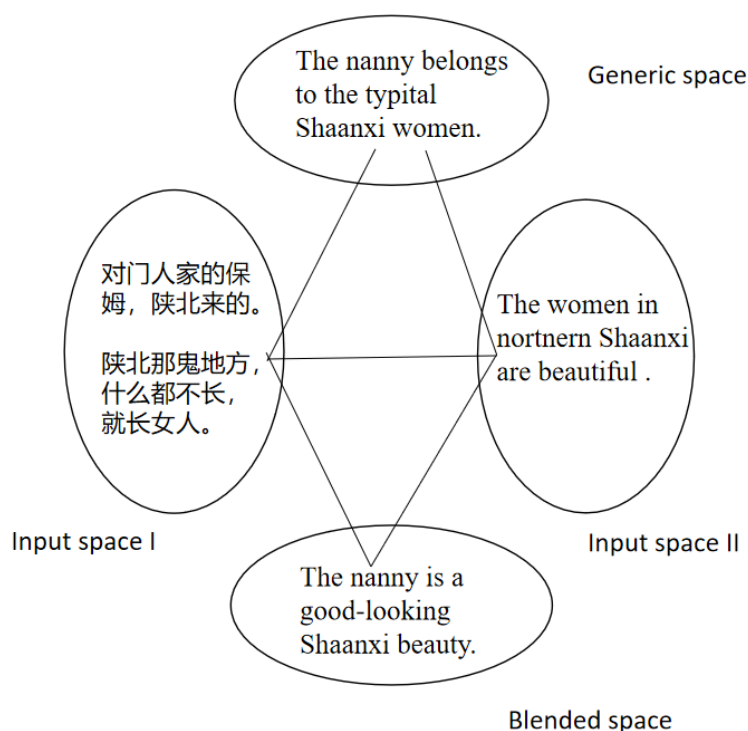 The nanny belongs
to the typital
Shaanxi women.
Generic space
对门人家的保
姆，陕北来的。
陕北那鬼地方，
什么都不长，
就长女人。
The women in
nortnern Shaanxi
are beautiful .
Input space I
Input space II
The nanny is a
good-looking
Shaanxi beauty.
Blended space